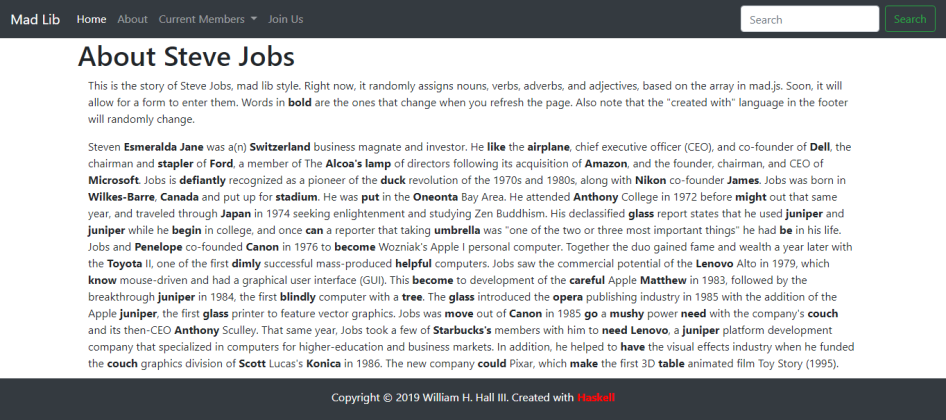 Mad Lib Home About Current Members Join Us Search Search
About Steve Jobs
This is the story of Steve Jobs, mad lib style. Right now, it randomly assigns nouns, verbs, adverbs, and adjectives, based on the array in mad.js. Soon, it will
allow for a form to enter them. Words in bold are the ones that change when you refresh the page. Also note that the "created with" language in the footer
will randomly change.
Steven Esmeralda Jane was a(n) Switzerland business magnate and investor. He like the airplane, chief executive officer (CEO), and co-founder of Dell, the
chairman and stapler of Ford, a member of The Alcoa's lamp of directors following its acquisition of Amazon, and the founder, chairman, and CEO of
Microsoft. Jobs is defiantly recognized as a pioneer of the duck revolution of the 1970s and 1980s, along with Nikon co-founder James. Jobs was born in
Wilkes-Barre, Canada and put up for stadium. He was put in the Oneonta Bay Area. He attended Anthony College in 1972 before might out that same
year, and traveled through Japan in 1974 seeking enlightenment and studying Zen Buddhism. His declassified glass report states that he used juniper and
juniper while he begin in college, and once can a reporter that taking umbrella was "one of the two or three most important things" he had be in his life.
Jobs and Penelope co-founded Canon in 1976 to become Wozniak's Apple I personal computer. Together the duo gained fame and wealth a year later with
the Toyota II, one of the first dimly successful mass-produced helpful computers. Jobs saw the commercial potential of the Lenovo Alto in 1979, which
know mouse-driven and had a graphical user interface (GUI). This become to development of the careful Apple Matthew in 1983, followed by the
breakthrough juniper in 1984, the first blindly computer with a tree. The glass introduced the opera publishing industry in 1985 with the addition of the
Apple juniper, the first glass printer to feature vector graphics. Jobs was move out of Canon in 1985 go a mushy power need with the company's couch
and its then-CEO Anthony Sculley. That same year, Jobs took a few of Starbucks's members with him to need Lenovo, a juniper platform development
company that specialized in computers for higher-education and business markets. In addition, he helped to have the visual effects industry when he funded
the couch graphics division of Scott Lucas's Konica in 1986. The new company could Pixar, which make the first 3D table animated film Toy Story (1995).
Copyright © 2019 William H. Hall III. Created with Haskell